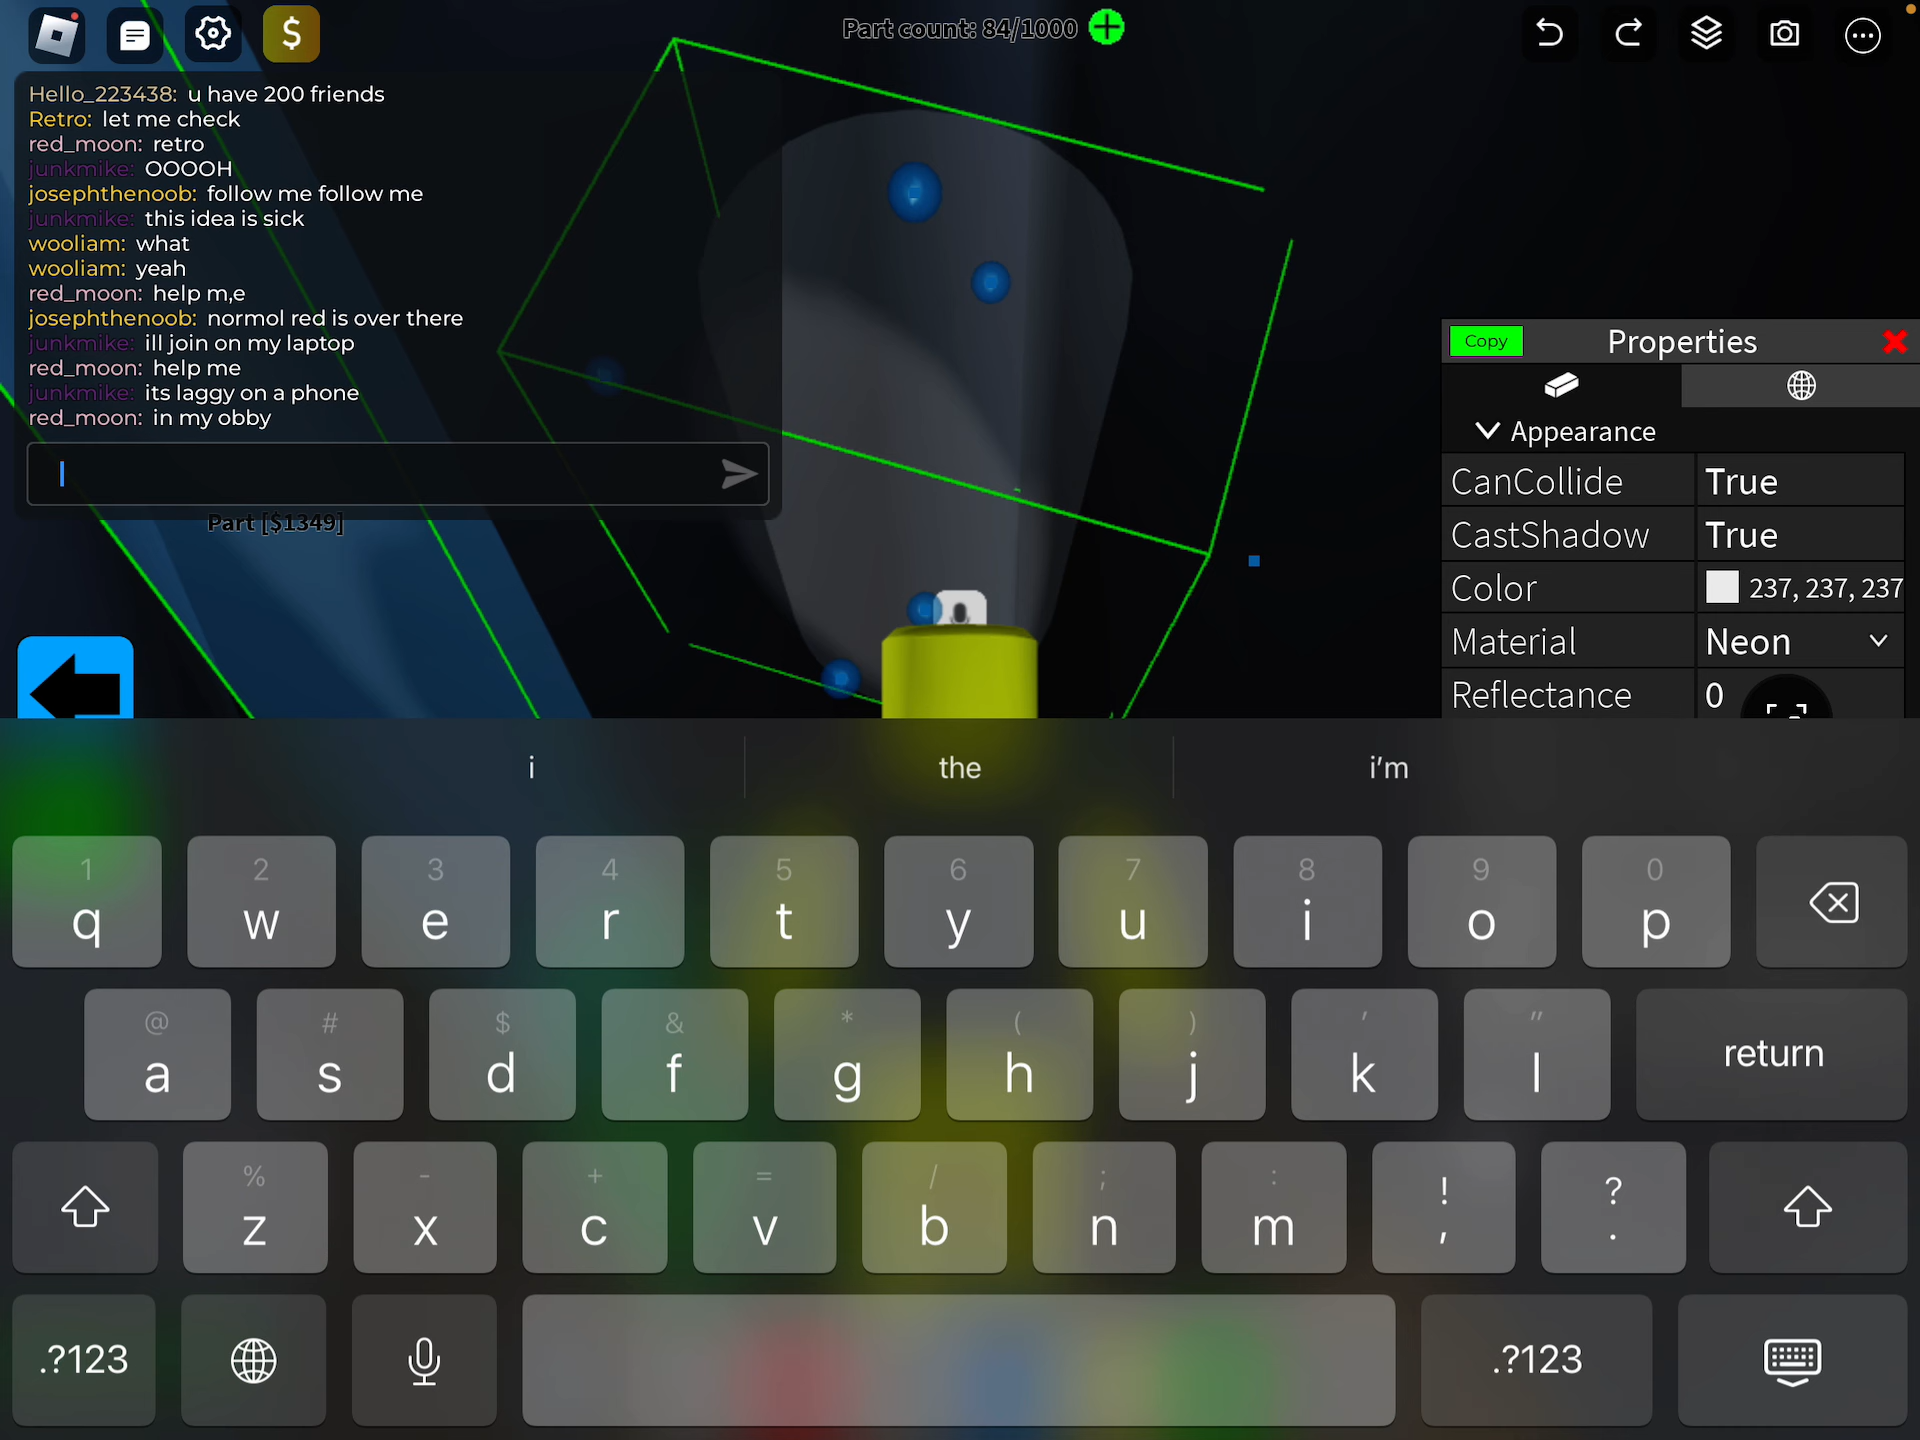 $
Part count: 84/1000
Hello_223438: u have 200 friends
Retro: let me check
red_moon: retro
junkmike: OOOOH
josephthenoob: follow me follow me
junkmike: this idea is sick
wooliam: what
wooliam: yeah
red_moon: help m,e
josephthenoob: normol red is over there
junkmike: ill join on my laptop
red_moon: help me
junkmike: its laggy on a phone
red_moon: in my obby
Part [$1349]
Copy
Properties
Appearance
CanCollide True
CastShadow True
Color 237, 237, 237
Material Neon
Reflectance 0
i the i'm
1 2 3 4 5 6 7 8 9 0
q w e r t y u i o p
@ # $ & * ( ) ' "
a s d f g h j k l return
% - + = / ; : ! ?
z x c v b n m , .
.?123 .?123